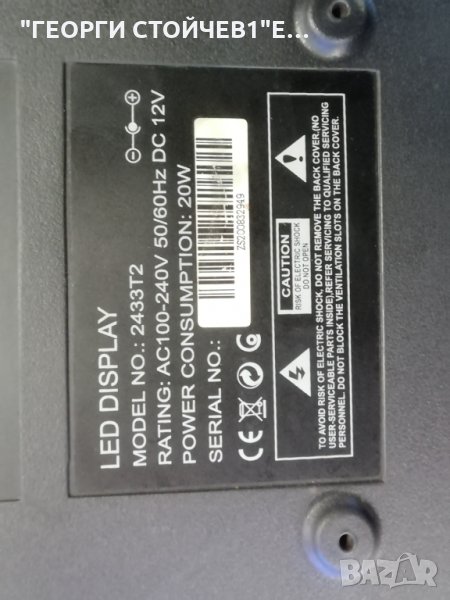 "ГЕОРГИ СТОЙЧЕВ1"Е...
LED DISPLAY
MODEL NO.: 2433T2
RATING: AC100-240V 50/60Hz DC 12V
POWER CONSUMPTION: 20W
SERIAL NO.:
ZS200832949
CE
CAUTION
RISK OF ELECTRIC SHOCK
DO NOT OPEN
TO AVOID RISK OF ELECTRIC SHOCK, DO NOT REMOVE THE BACK COVER.(NO
USER-SERVICEABLE PARTS INSIDE),REFER SERVICING TO QUALIFIED SERVICING
PERSONNEL. DO NOT BLOCK THE VENTILATION SLOTS ON THE BACK COVER.
BAZAR